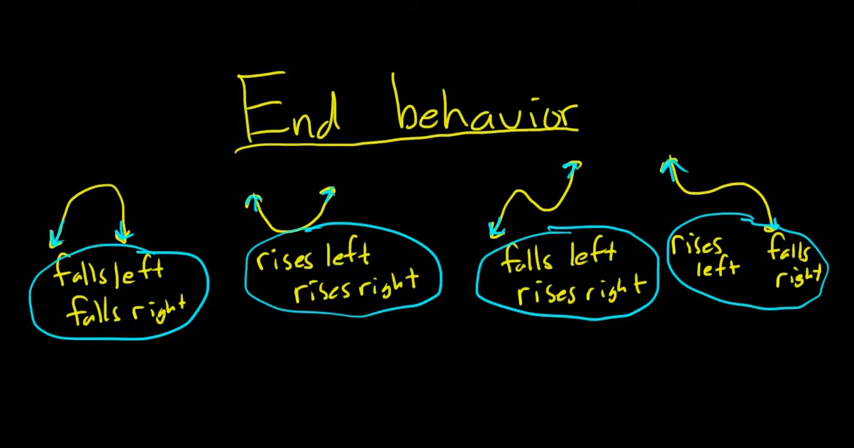 End behavior
falls left
falls right
rises left
rises right
falls left
rises right
rises
left
falls
right